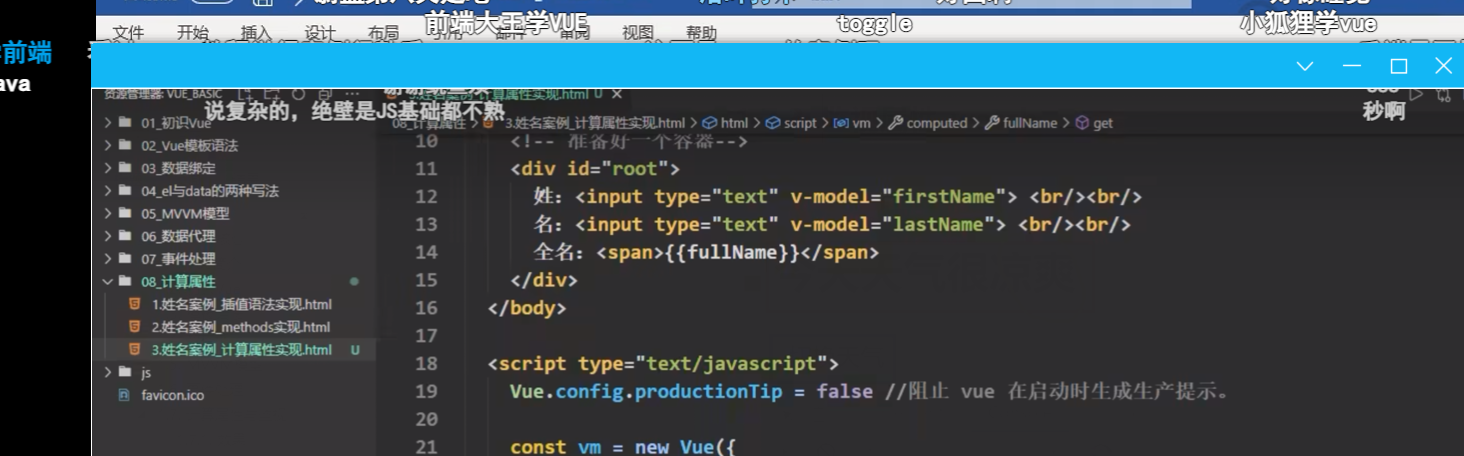 前端大王学VUE
toggle
小狐狸学vue
文件 开始 插入 设计 布局 视图 帮助
前端
ava
资源管理器: VUE_BASIC
计算属性实现.html U
说复杂的，绝壁是JS基础都不熟
秒啊
08_计算属性 > 3.姓名案例_计算属性实现.html > html > script > vm > computed > fullName > get
01_初识Vue
02_Vue模板语法
03_数据绑定
04_el与data的两种写法
05_MVVM模型
06_数据代理
07_事件处理
08_计算属性
1.姓名案例_插值语法实现.html
2.姓名案例_methods实现.html
3.姓名案例_计算属性实现.html U
js
favicon.ico
10 <!-- 准备好一个容器-->
11 <div id="root">
12 姓：<input type="text" v-model="firstName"> <br/><br/>
13 名：<input type="text" v-model="lastName"> <br/><br/>
14 全名：<span>{{fullName}}</span>
15 </div>
16 </body>
17
18 <script type="text/javascript">
19 Vue.config.productionTip = false //阻止 vue 在启动时生成生产提示。
20
21 const vm = new Vue({